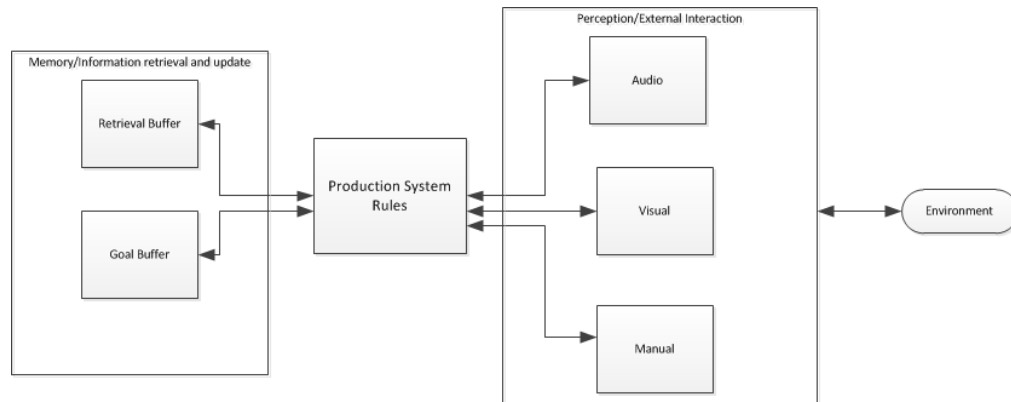 Perception/External Interaction
Memory/Information retrieval and update
Audio
Retrieval Buffer
Production System
Rules
Visual
Environment
Goal Buffer
Manual